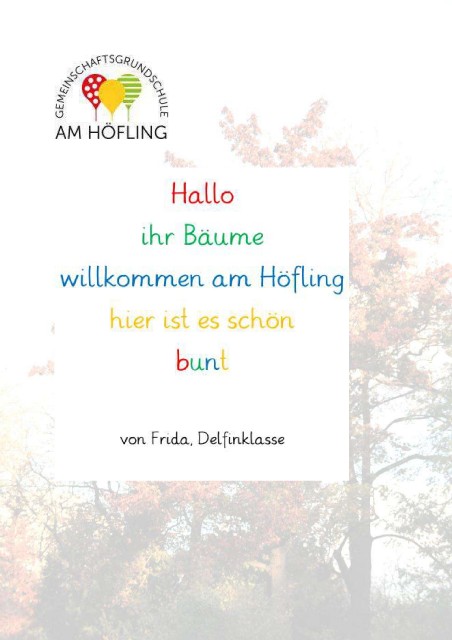 GEMEINSCHAFTSGRUNDSCHULE
AM HÖFLING
Hallo
ihr Bäume
willkommen am Höfling
hier ist es schön
bunt
von Frida, Delfinklasse